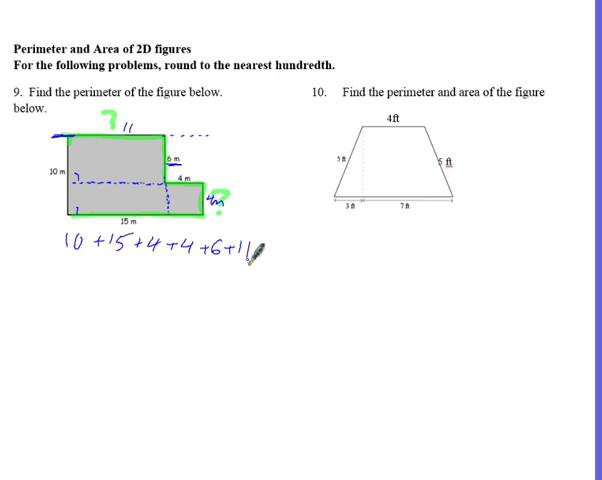 Perimeter and Area of 2D figures
For the following problems, round to the nearest hundredth.
9. Find the perimeter of the figure below.
below.
10. Find the perimeter and area of the figure
?
11
6 m
10 m
4 m
4m
?
15 m
10 + 15 + 4 + 4 + 6 + 11
4ft
5 ft
5 ft
3 ft
7 ft